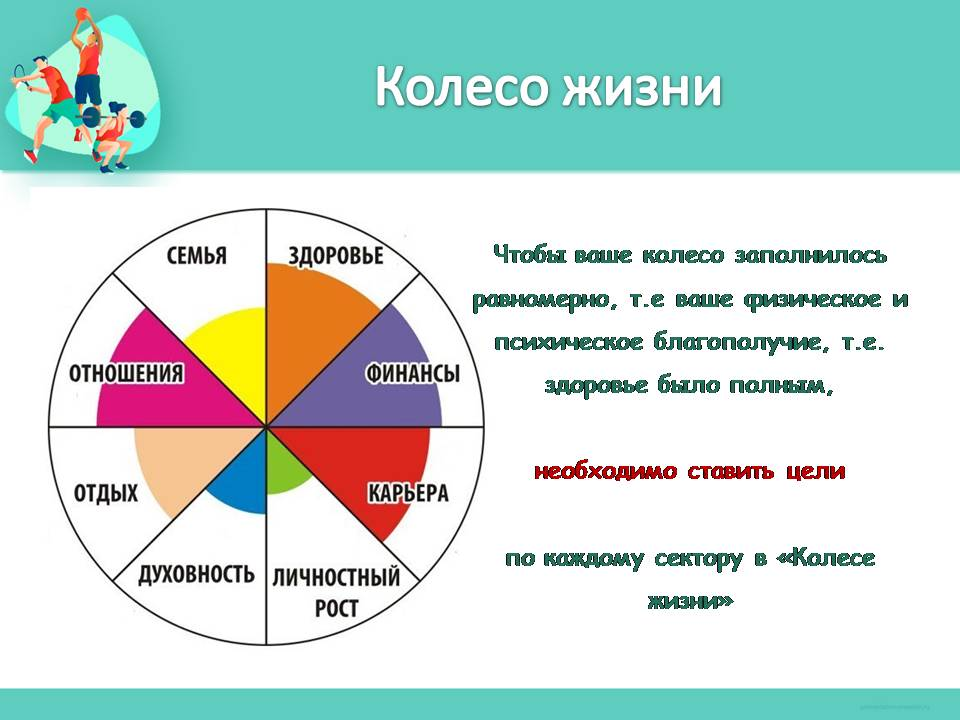 Колесо жизни
СЕМЬЯ
ЗДОРОВЬЕ
ОТНОШЕНИЯ
ФИНАНСЫ
ОТДЫХ
КАРЬЕРА
ДУХОВНОСТЬ
ЛИЧНОСТНЫЙ
РОСТ
Чтобы ваше колесо заполнилось
равномерно, т.е ваше физическое и
психическое благополучие, т.е.
здоровье было полным,
необходимо ставить цели
по каждому сектору в «Колесе
жизни»